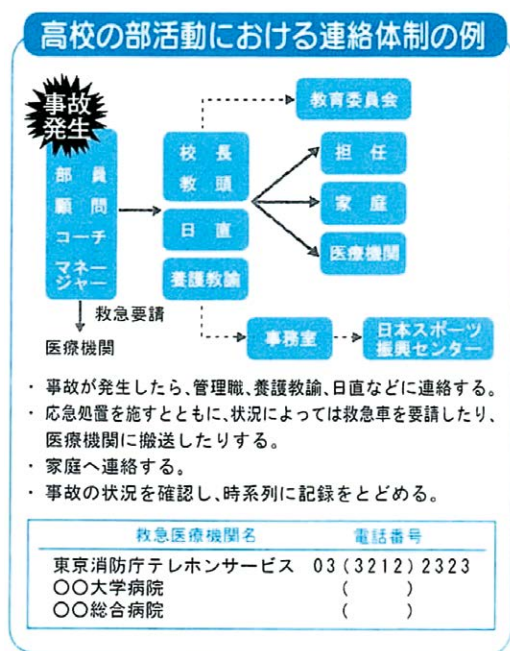 高校の部活動における連絡体制の例
事故
発生
部員
顧問
コーチ
マネー
ジャー
校長
教頭
日直
養護教諭
教育委員会
担任
家庭
医療機関
救急要請
医療機関
事務室
日本スポーツ
振興センター
・ 事故が発生したら、管理職、養護教諭、日直などに連絡する。
・ 応急処置を施すとともに、状況によっては救急車を要請したり、
医療機関に搬送したりする。
・ 家庭へ連絡する。
・ 事故の状況を確認し、時系列に記録をとどめる。
救急医療機関名 電話番号
東京消防庁テレホンサービス 03(3212)2323
〇〇大学病院 ( )
〇〇総合病院 ( )